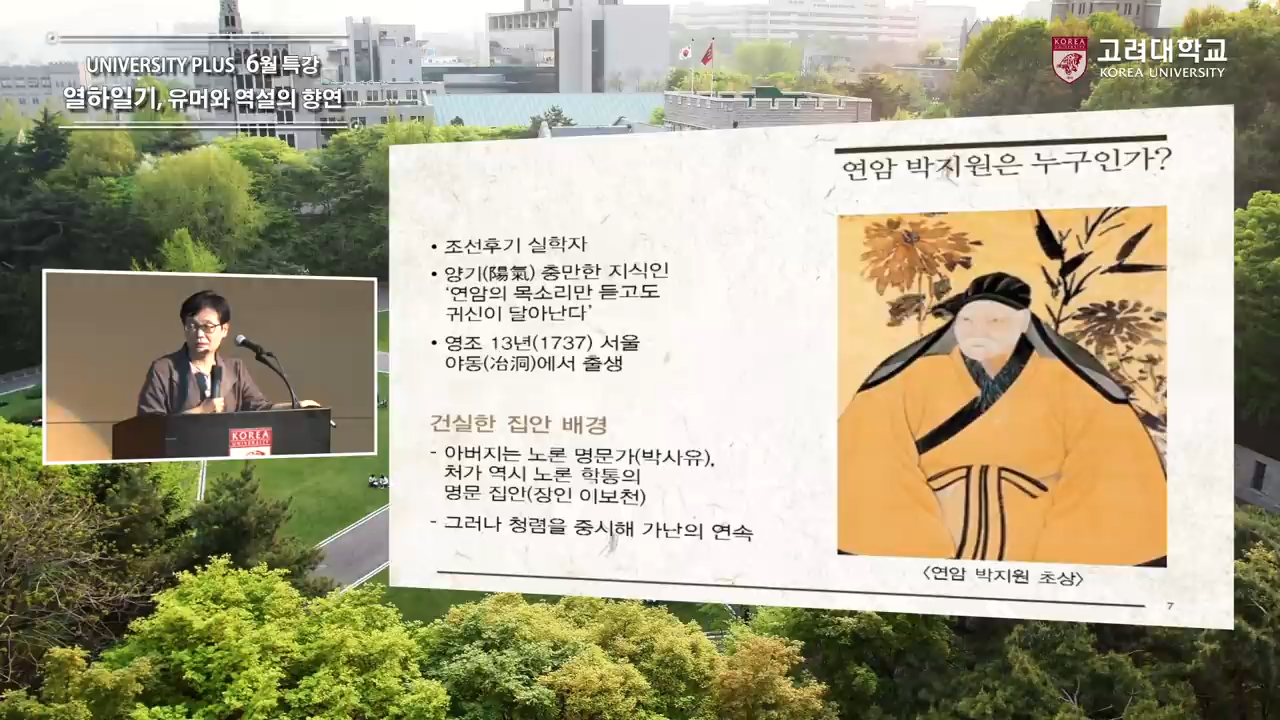 UNIVERSITY PLUS 6월 특강
열하일기, 유머와 역설의 향연
KOREA
고려대학교
KOREA UNIVERSITY
연암 박지원은 누구인가?
• 조선후기 실학자
• 양기(陽氣) 충만한 지식인
‘연암의 목소리만 듣고도
귀신이 달아난다’
• 영조 13년(1737) 서울
야동(冶洞)에서 출생
건실한 집안 배경
- 아버지는 노론 명문가(박사유),
처가 역시 노론 학통의
명문 집안(장인 이보천)
- 그러나 청렴을 중시해 가난의 연속
<연암 박지원 초상>
7
KOREA
UNIVERSITY